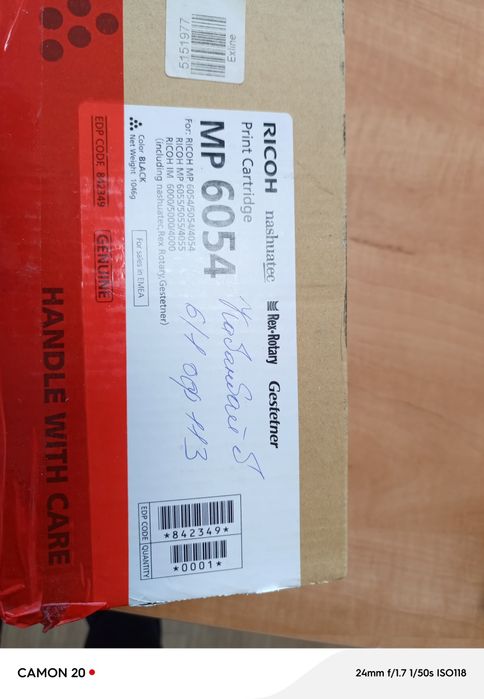 5151977
Exline
RICOH nashuatec Rex-Rotary Gestetner
Print Cartridge
MP 6054
For: RICOH MP 6054/5054/4054
RICOH MP 6055/5055/4055
RICOH IM 6000/5000/4000
(including nashuatec,Rex Rotary,Gestetner)
Color BLACK
Net Weight 1046g
For sales in EMEA
EDP CODE
*842349*
QUANTITY
*0001*
EDP CODE 842349
GENUINE
HANDLE WITH CARE
CAMON 20
24mm f/1.7 1/50s ISO118